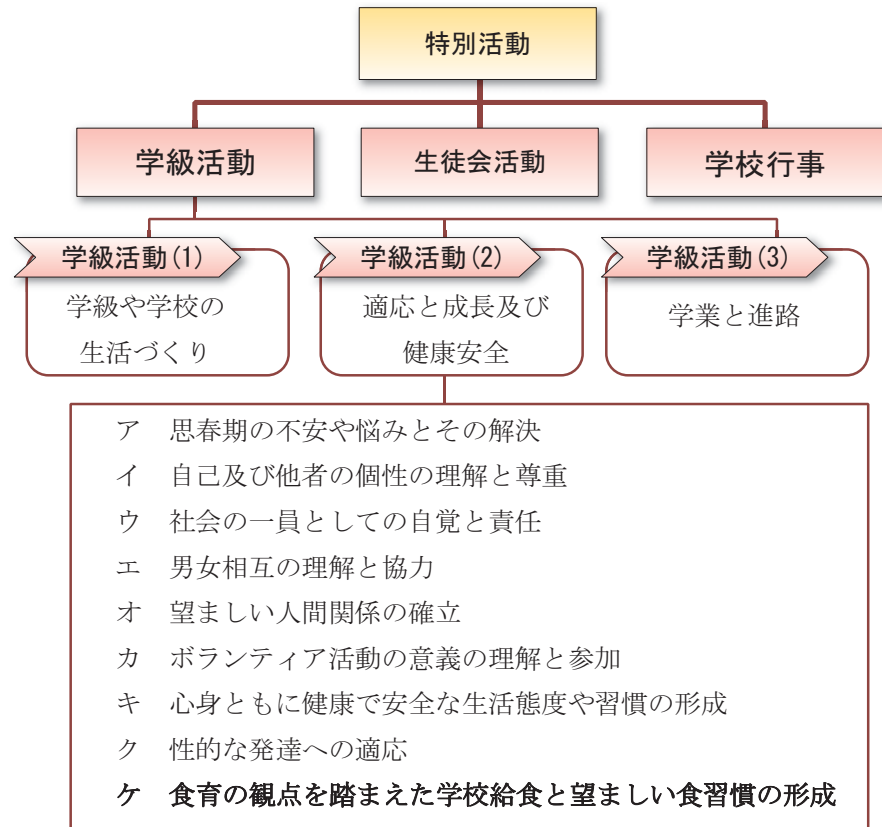 特別活動
学級活動
生徒会活動
学校行事
学級活動(1)
学級や学校の
生活づくり
学級活動(2)
適応と成長及び
健康安全
学級活動(3)
学業と進路
ア 思春期の不安や悩みとその解決
イ 自己及び他者の個性の理解と尊重
ウ 社会の一員としての自覚と責任
エ 男女相互の理解と協力
オ 望ましい人間関係の確立
カ ボランティア活動の意義の理解と参加
キ 心身ともに健康で安全な生活態度や習慣の形成
ク 性的な発達への適応
ケ 食育の観点を踏まえた学校給食と望ましい食習慣の形成